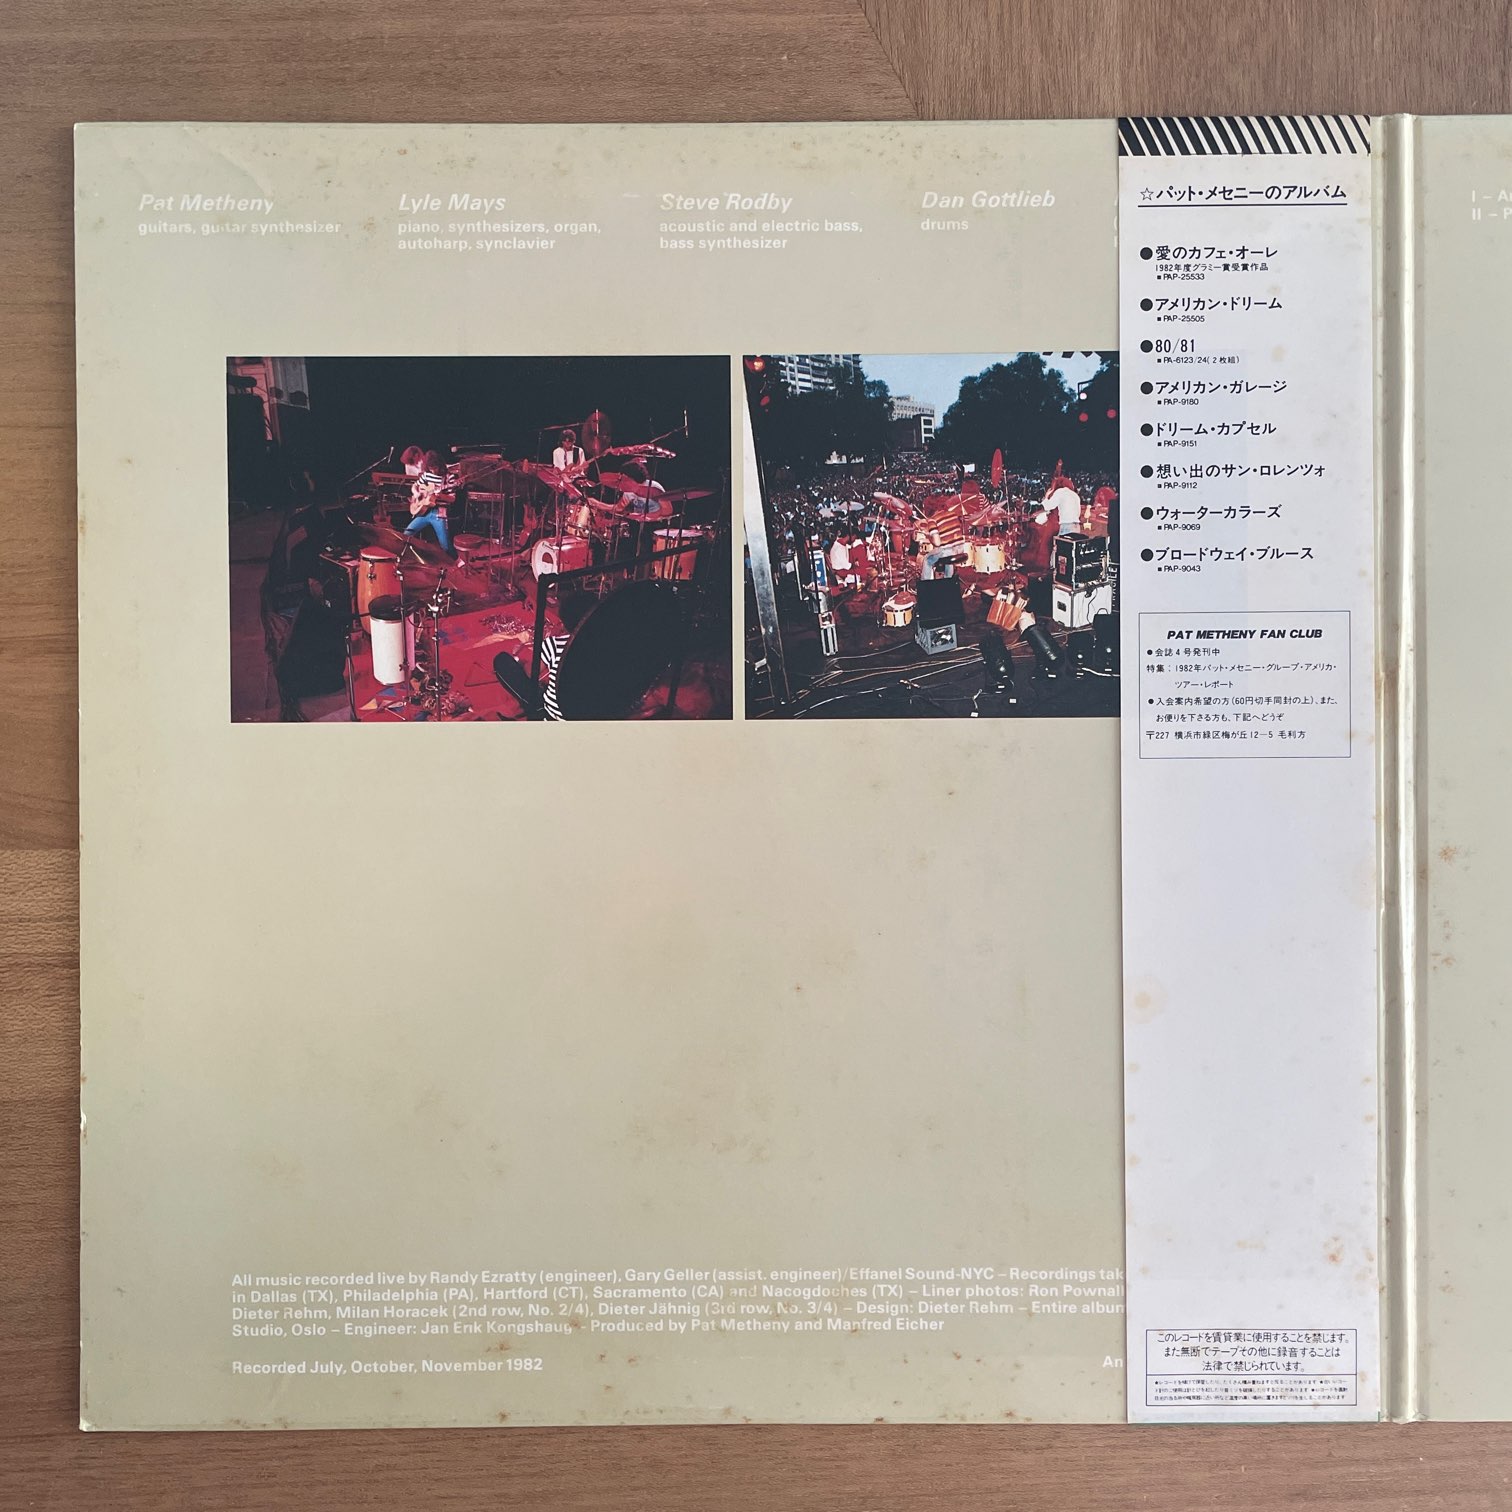 Pat Metheny
guitars, guitar synthesizer
Lyle Mays
piano, synthesizers, organ,
autoharp, synclavier
Steve Rodby
acoustic and electric bass,
bass synthesizer
Dan Gottlieb
drums
☆パット・メセニーのアルバム
●愛のカフェ・オーレ
1982年度グラミー賞受賞作品
■PAP-25533
●アメリカン・ドリーム
■PAP-25505
●80/81
■PA-6123/24(2枚組)
●アメリカン・ガレージ
■PAP-9180
●ドリーム・カプセル
■PAP-9151
●想い出のサン・ロレンツォ
■PAP-9112
●ウォーターカラーズ
■PAP-9069
●ブロードウェイ・ブルース
■PAP-9043
PAT METHENY FAN CLUB
●会誌4号発刊中
特集：1982年パット・メセニー・グループ・アメリカ・
ツアー・レポート
●入会案内希望の方(60円切手同封の上)、また、
お便りを下さる方も、下記へどうぞ
〒227 横浜市緑区梅が丘12-5 毛利方
I – 
II – P
All music recorded live by Randy Ezratty (engineer), Gary Geller (assist. engineer)/Effanel Sound-NYC – Recordings tak
in Dallas (TX), Philadelphia (PA), Hartford (CT), Sacramento (CA) and Nacogdoches (TX) – Liner photos: Ron Pownall
Dieter Rehm, Milan Horacek (2nd row, No. 2/4), Dieter Jähnig (3rd row, No. 3/4) – Design: Dieter Rehm – Entire album
Studio, Oslo – Engineer: Jan Erik Kongshaug – Produced by Pat Metheny and Manfred Eicher
Recorded July, October, November 1982
An
このレコードを賃貸業に使用することを禁じます。
また無断でテープその他に録音することは
法律で禁じられています。